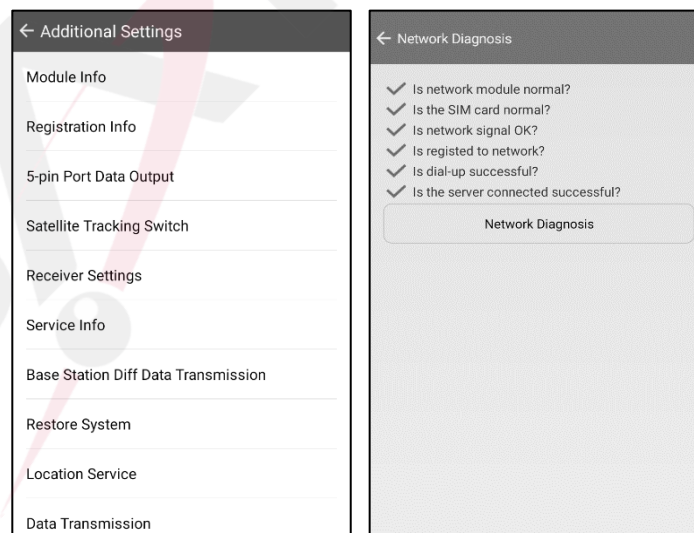 Additional Settings
Module Info
Registration Info
5-pin Port Data Output
Satellite Tracking Switch
Receiver Settings
Service Info
Base Station Diff Data Transmission
Restore System
Location Service
Data Transmission
Network Diagnosis
Is network module normal?
Is the SIM card normal?
Is network signal OK?
Is registed to network?
Is dial-up successful?
Is the server connected successful?
Network Diagnosis